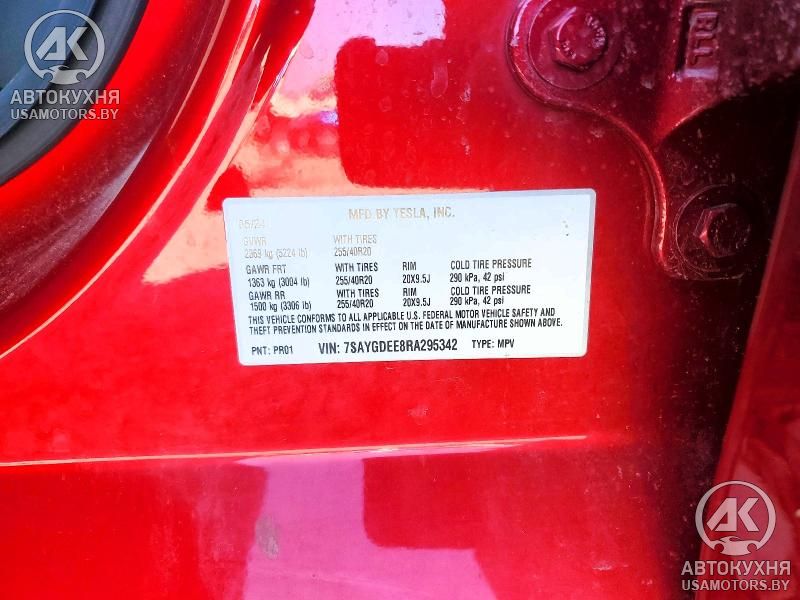 АК
АВТОКУХНЯ
USAMOTORS.BY
BLL
05/24 MFD BY TESLA, INC.
GVWR WITH TIRES
2369 kg (5224 lb) 255/40R20
GAWR FRT WITH TIRES RIM COLD TIRE PRESSURE
1363 kg (3004 lb) 255/40R20 20X9.5J 290 kPa, 42 psi
GAWR RR WITH TIRES RIM COLD TIRE PRESSURE
1500 kg (3306 lb) 255/40R20 20X9.5J 290 kPa, 42 psi
THIS VEHICLE CONFORMS TO ALL APPLICABLE U.S. FEDERAL MOTOR VEHICLE SAFETY AND
THEFT PREVENTION STANDARDS IN EFFECT ON THE DATE OF MANUFACTURE SHOWN ABOVE.
PNT: PR01 VIN: 7SAYGDEE8RA295342 TYPE: MPV
АК
АВТОКУХНЯ
USAMOTORS.BY